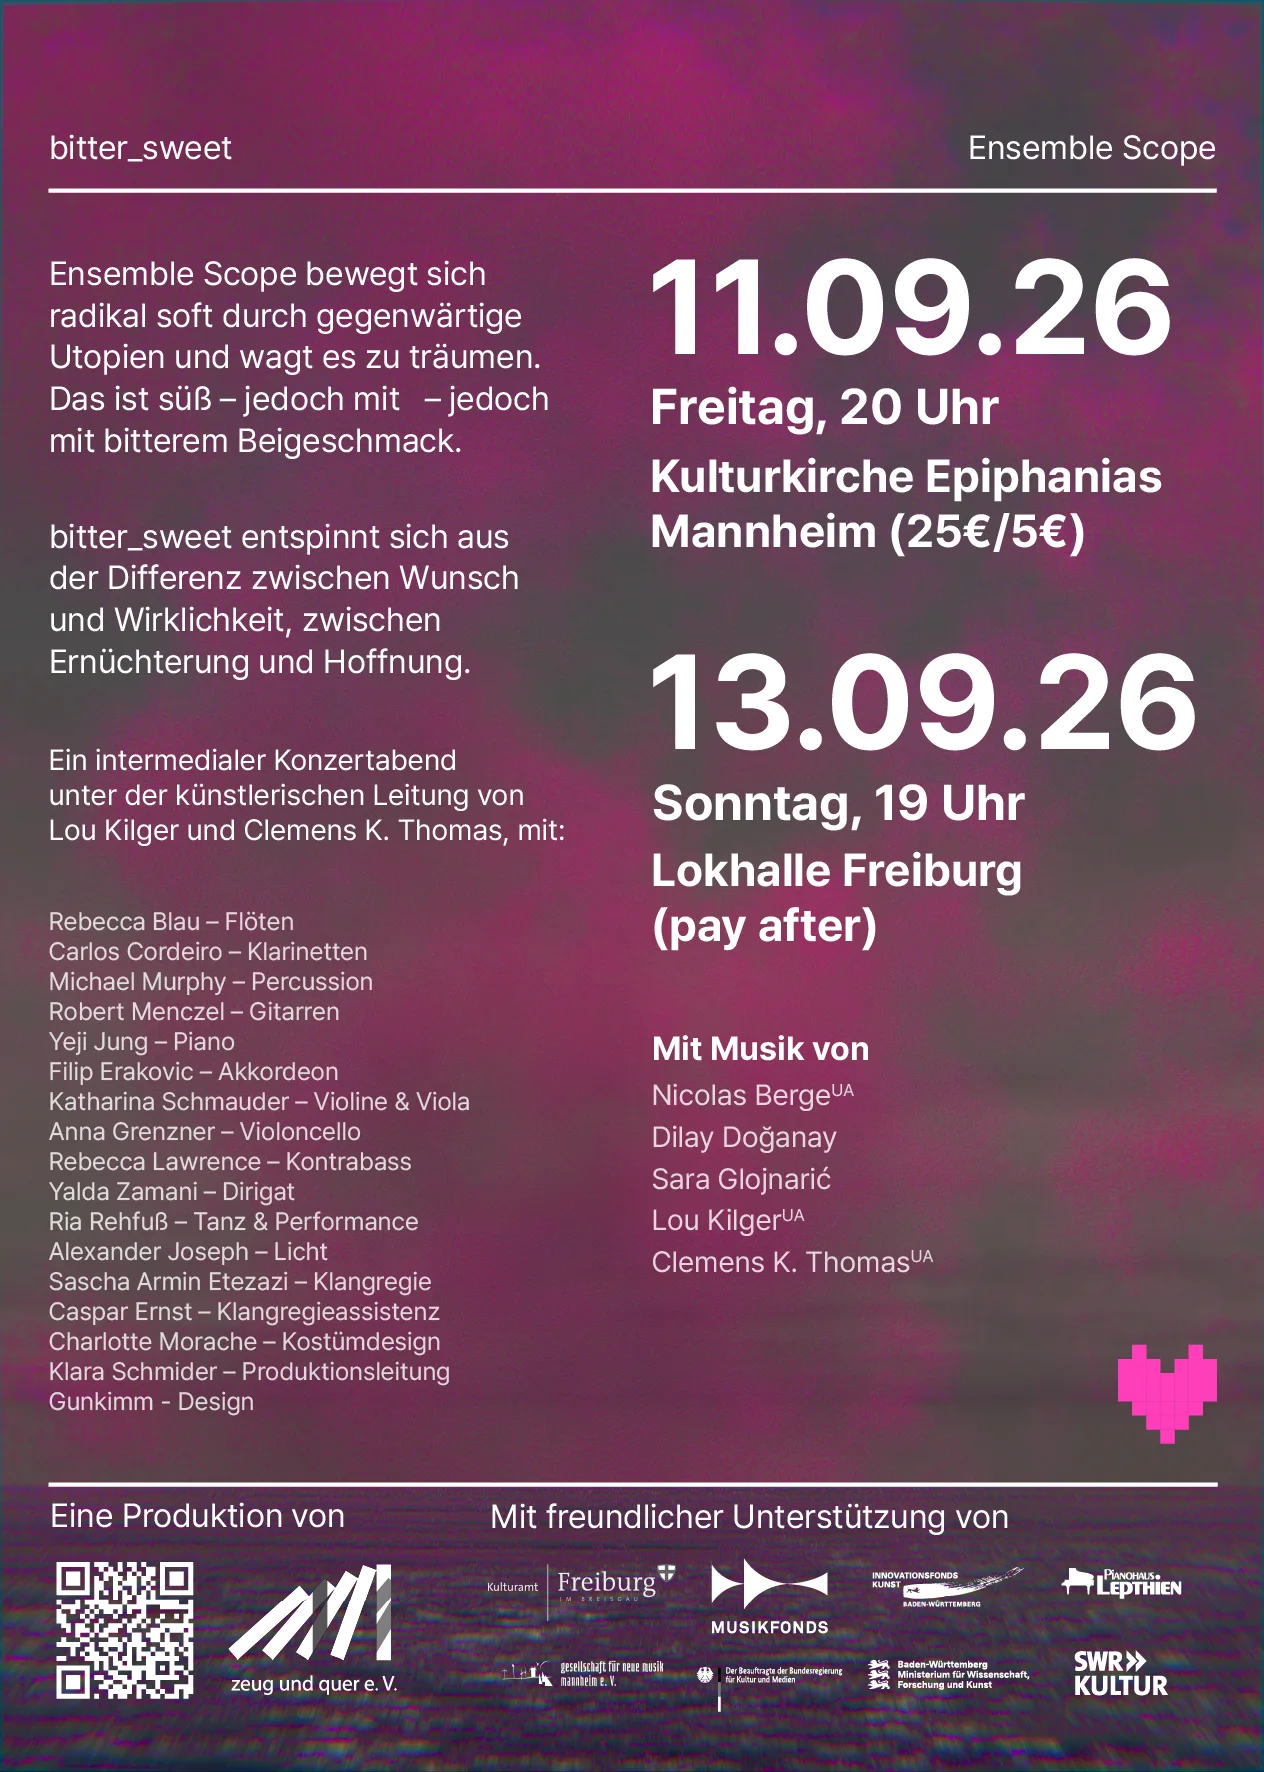 bitter_sweet
Ensemble Scope
Ensemble Scope bewegt sich
radikal soft durch gegenwärtige
Utopien und wagt es zu träumen.
Das ist süß – jedoch mit – jedoch
mit bitterem Beigeschmack.
bitter_sweet entspinnt sich aus
der Differenz zwischen Wunsch
und Wirklichkeit, zwischen
Ernüchterung und Hoffnung.
Ein intermedialer Konzertabend
unter der künstlerischen Leitung von
Lou Kilger und Clemens K. Thomas, mit:
Rebecca Blau – Flöten
Carlos Cordeiro – Klarinetten
Michael Murphy – Percussion
Robert Menczel – Gitarren
Yeji Jung – Piano
Filip Erakovic – Akkordeon
Katharina Schmauder – Violine & Viola
Anna Grenzner – Violoncello
Rebecca Lawrence – Kontrabass
Yalda Zamani – Dirigat
Ria Rehfuß – Tanz & Performance
Alexander Joseph – Licht
Sascha Armin Etezazi – Klangregie
Caspar Ernst – Klangregieassistenz
Charlotte Morache – Kostümdesign
Klara Schmider – Produktionsleitung
Gunkimm - Design
11.09.26
Freitag, 20 Uhr
Kulturkirche Epiphanias
Mannheim (25€/5€)
13.09.26
Sonntag, 19 Uhr
Lokhalle Freiburg
(pay after)
Mit Musik von
Nicolas Berge^UA
Dilay Doğanay
Sara Glojnarić
Lou Kilger^UA
Clemens K. Thomas^UA
Eine Produktion von
zeug und quer e. V.
Mit freundlicher Unterstützung von
Kulturamt
Freiburg
IM BREISGAU
MUSIKFONDS
INNOVATIONSFONDS
KUNST
BADEN-WÜRTTEMBERG
PIANOHAUS
LEPTHIEN
gesellschaft für neue musik
mannheim e. V.
Der Beauftragte der Bundesregierung
für Kultur und Medien
Baden-Württemberg
Ministerium für Wissenschaft,
Forschung und Kunst
SWR
KULTUR